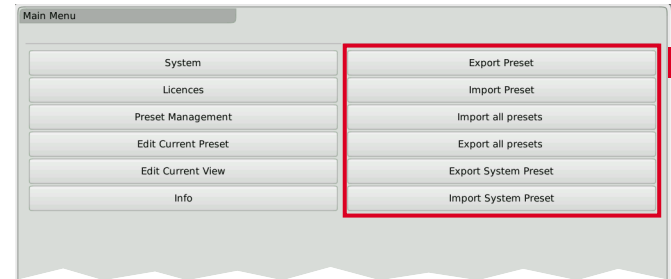 Main Menu
System
Export Preset
Licences
Import Preset
Preset Management
Import all presets
Edit Current Preset
Export all presets
Edit Current View
Export System Preset
Info
Import System Preset